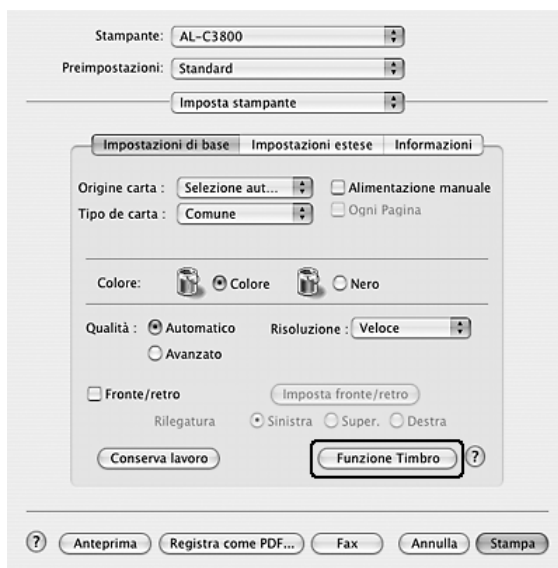 Stampante: AL-C3800
Preimpostazioni: Standard
Imposta stampante
Impostazioni di base Impostazioni estese Informazioni
Origine carta : Selezione aut... Alimentazione manuale
Tipo de carta : Comune Ogni Pagina
Colore: Colore Nero
Qualità : Automatico Risoluzione : Veloce
Avanzato
Fronte/retro Imposta fronte/retro
Rilegatura Sinistra Super. Destra
Conserva lavoro Funzione Timbro ?
? Anteprima Registra come PDF... Fax Annulla Stampa